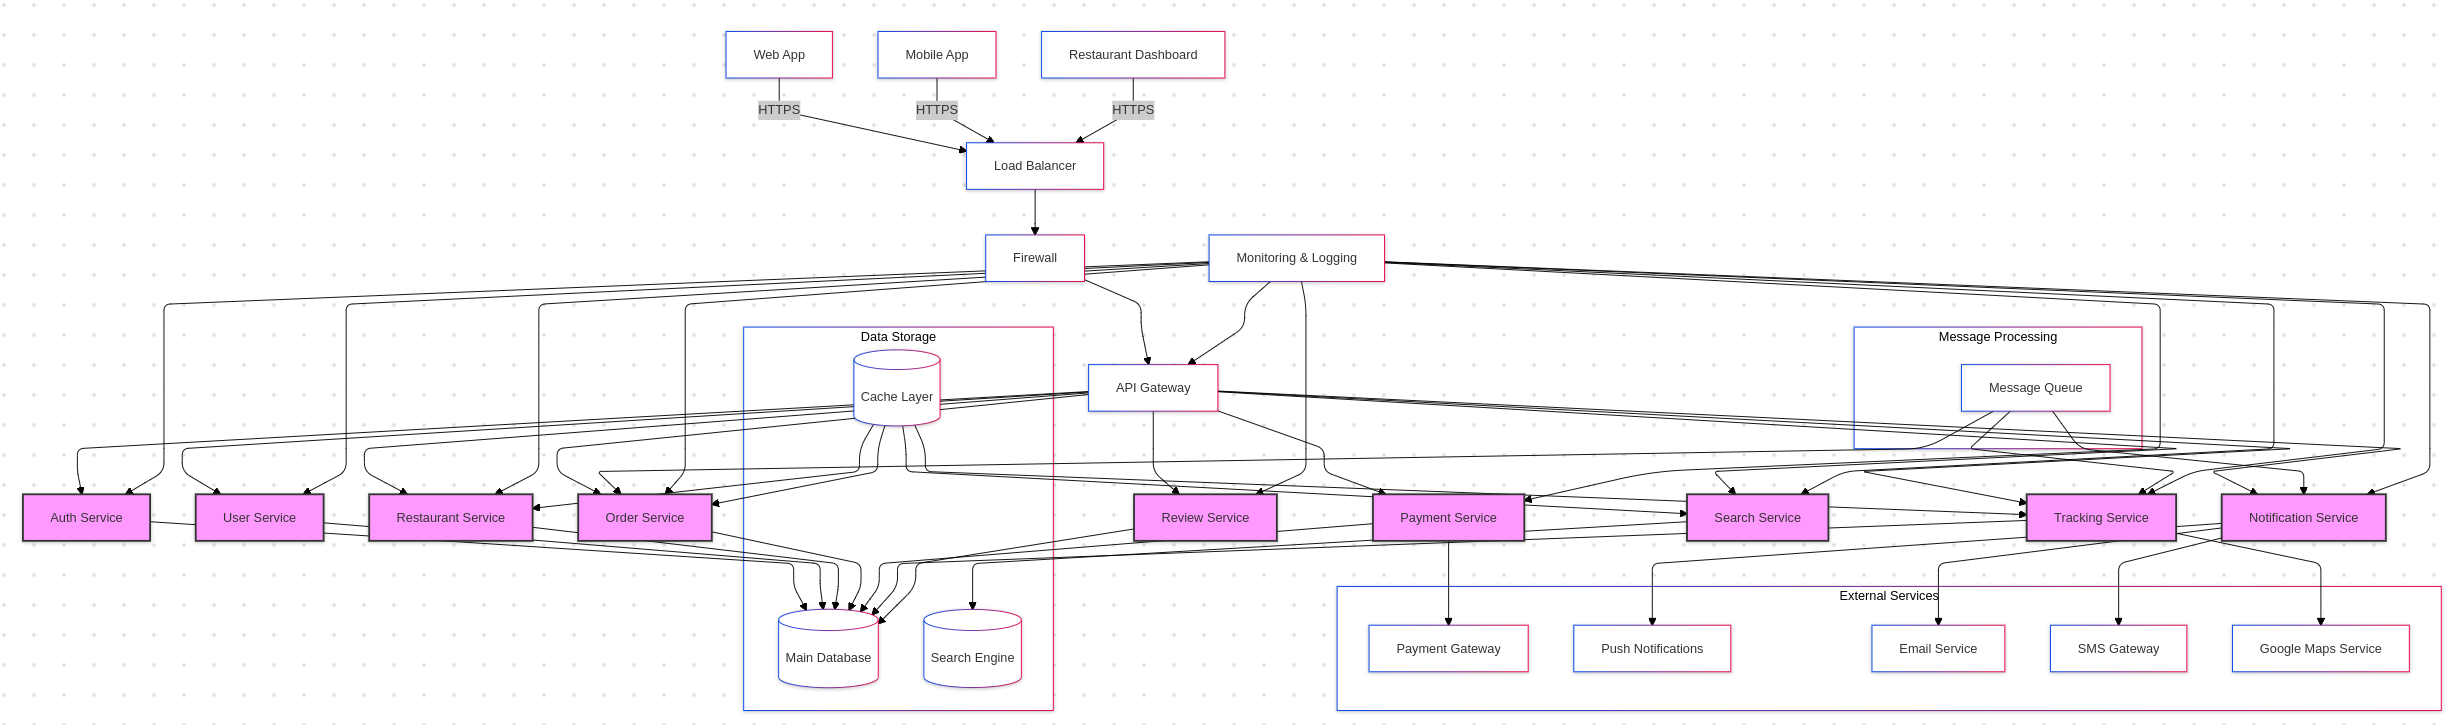 Web App
Mobile App
Restaurant Dashboard
HTTPS
HTTPS
HTTPS
Load Balancer
Firewall
Monitoring & Logging
Data Storage
Message Processing
Cache Layer
API Gateway
Message Queue
Auth Service
User Service
Restaurant Service
Order Service
Review Service
Payment Service
Search Service
Tracking Service
Notification Service
External Services
Main Database
Search Engine
Payment Gateway
Push Notifications
Email Service
SMS Gateway
Google Maps Service